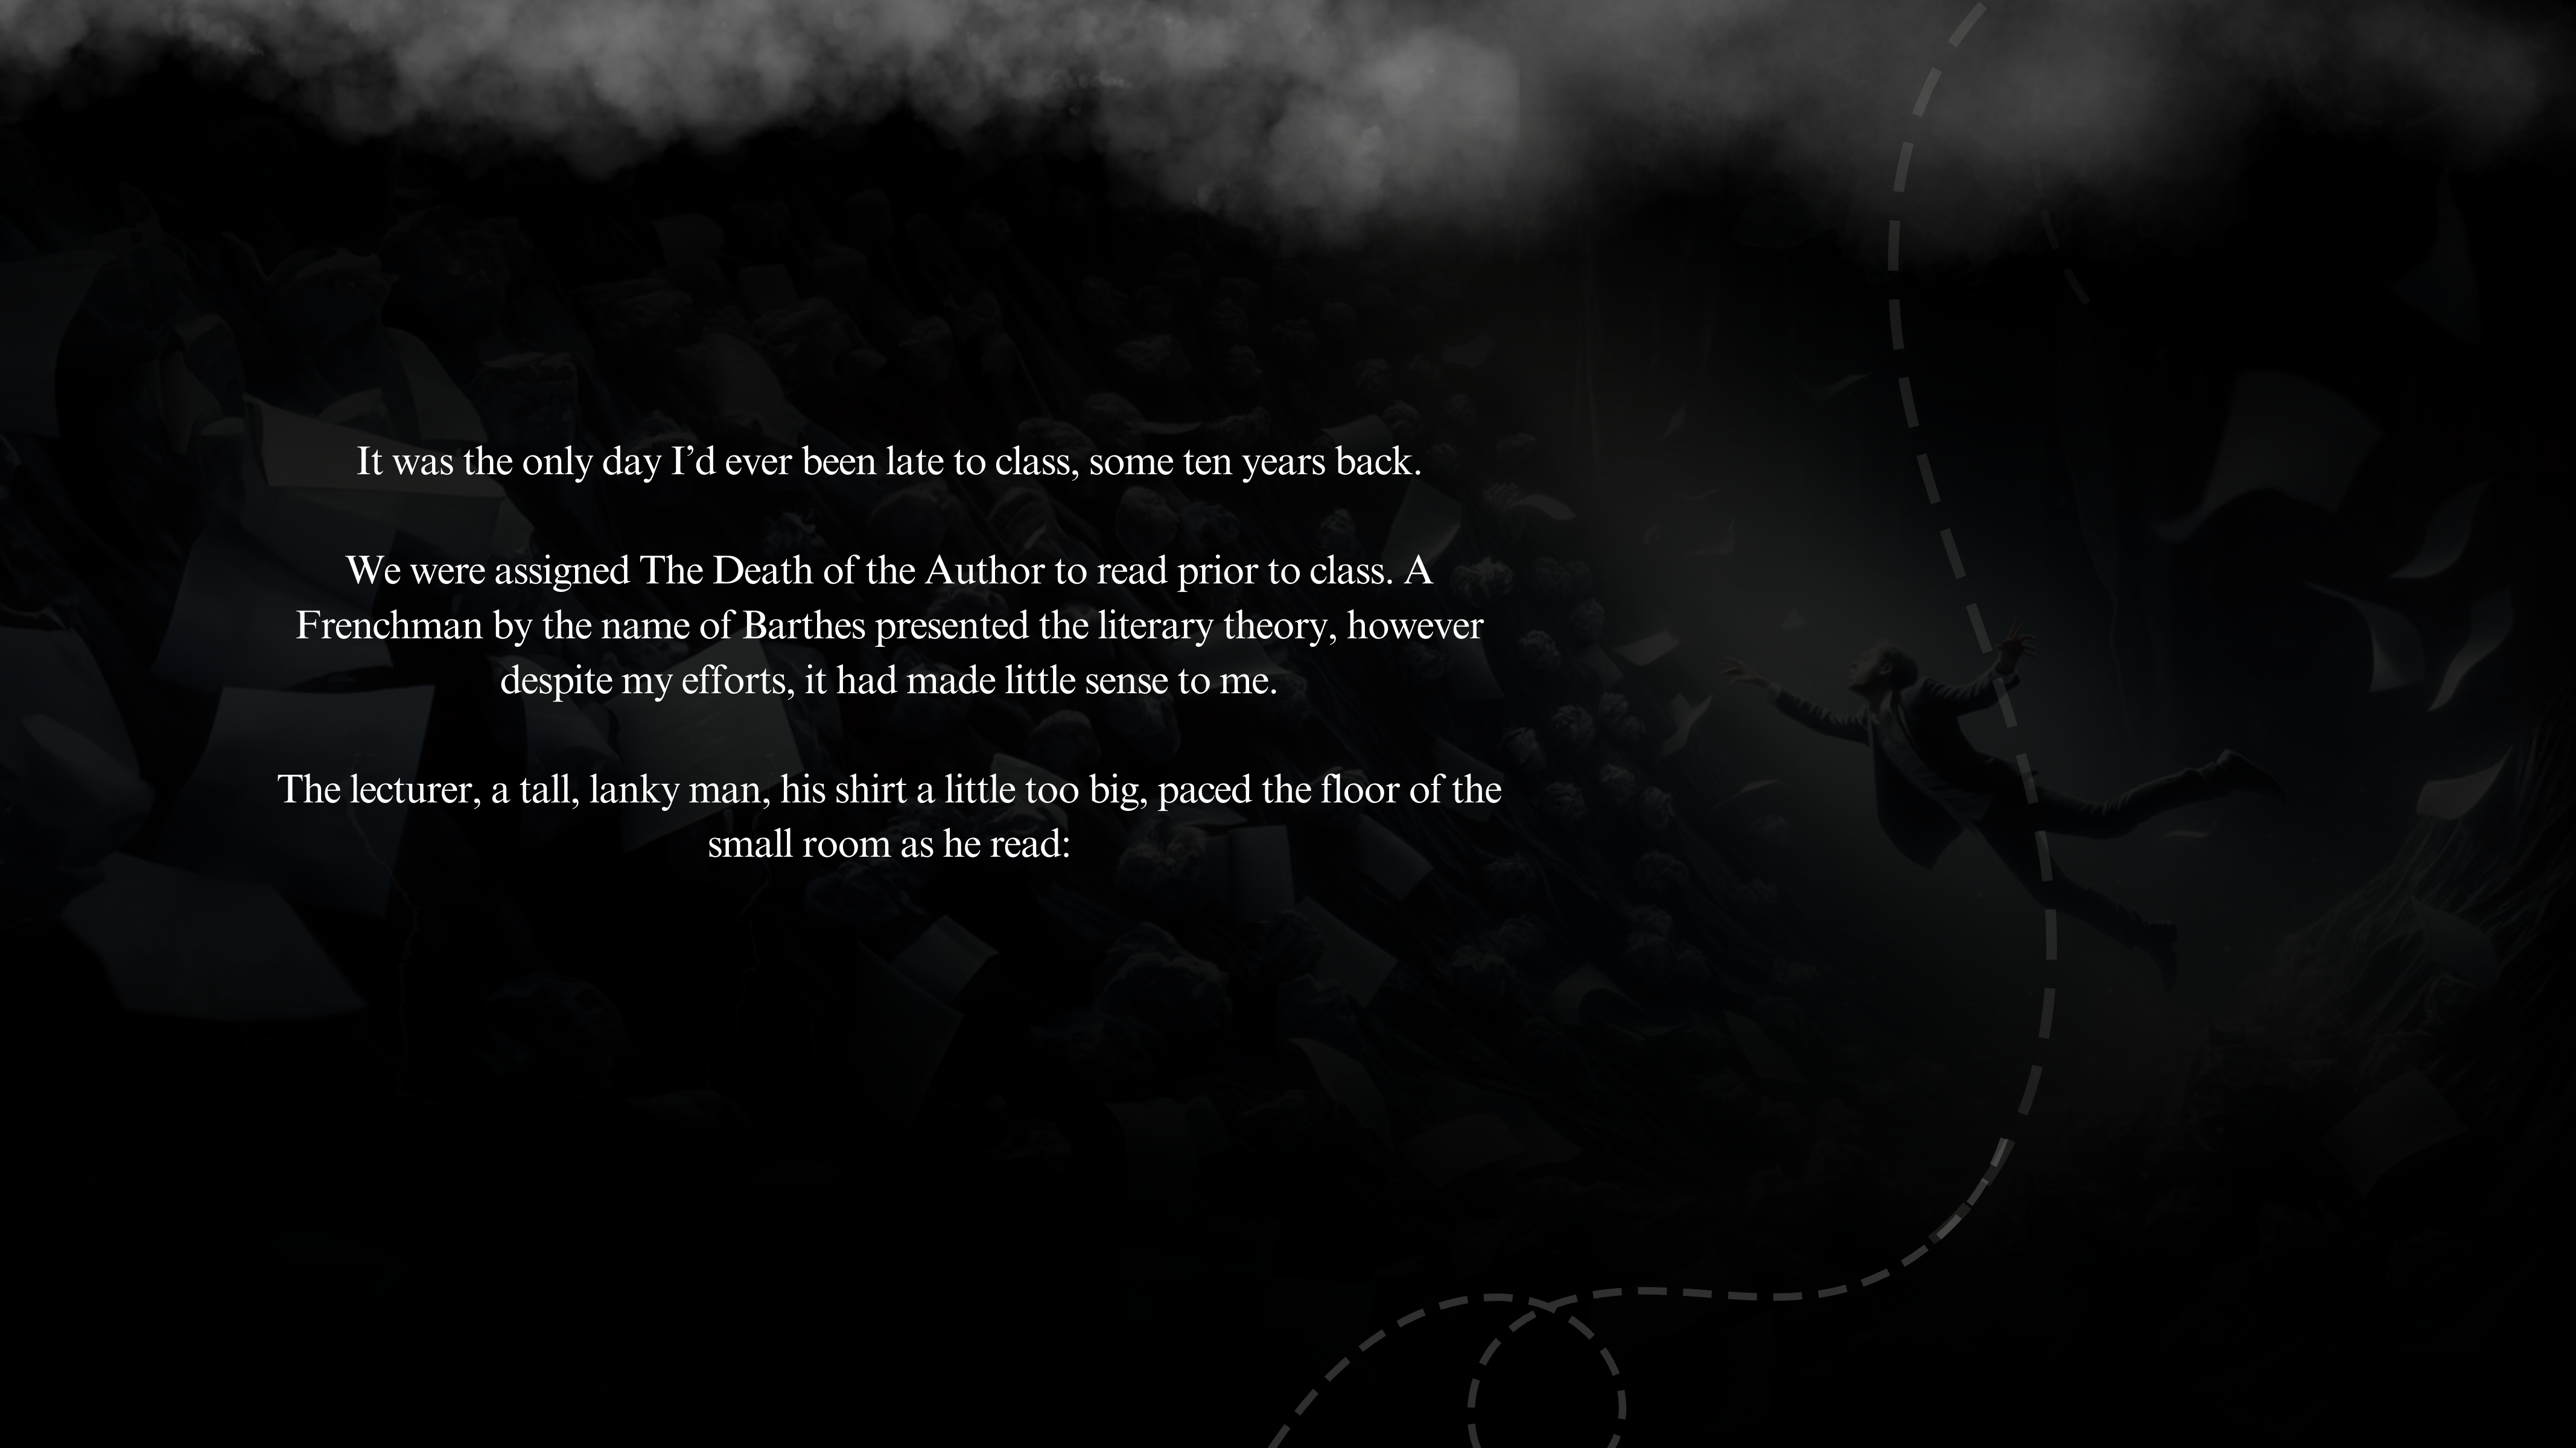 It was the only day I’d ever been late to class, some ten years back.
We were assigned The Death of the Author to read prior to class. A
Frenchman by the name of Barthes presented the literary theory, however
despite my efforts, it had made little sense to me.
The lecturer, a tall, lanky man, his shirt a little too big, paced the floor of the
small room as he read: